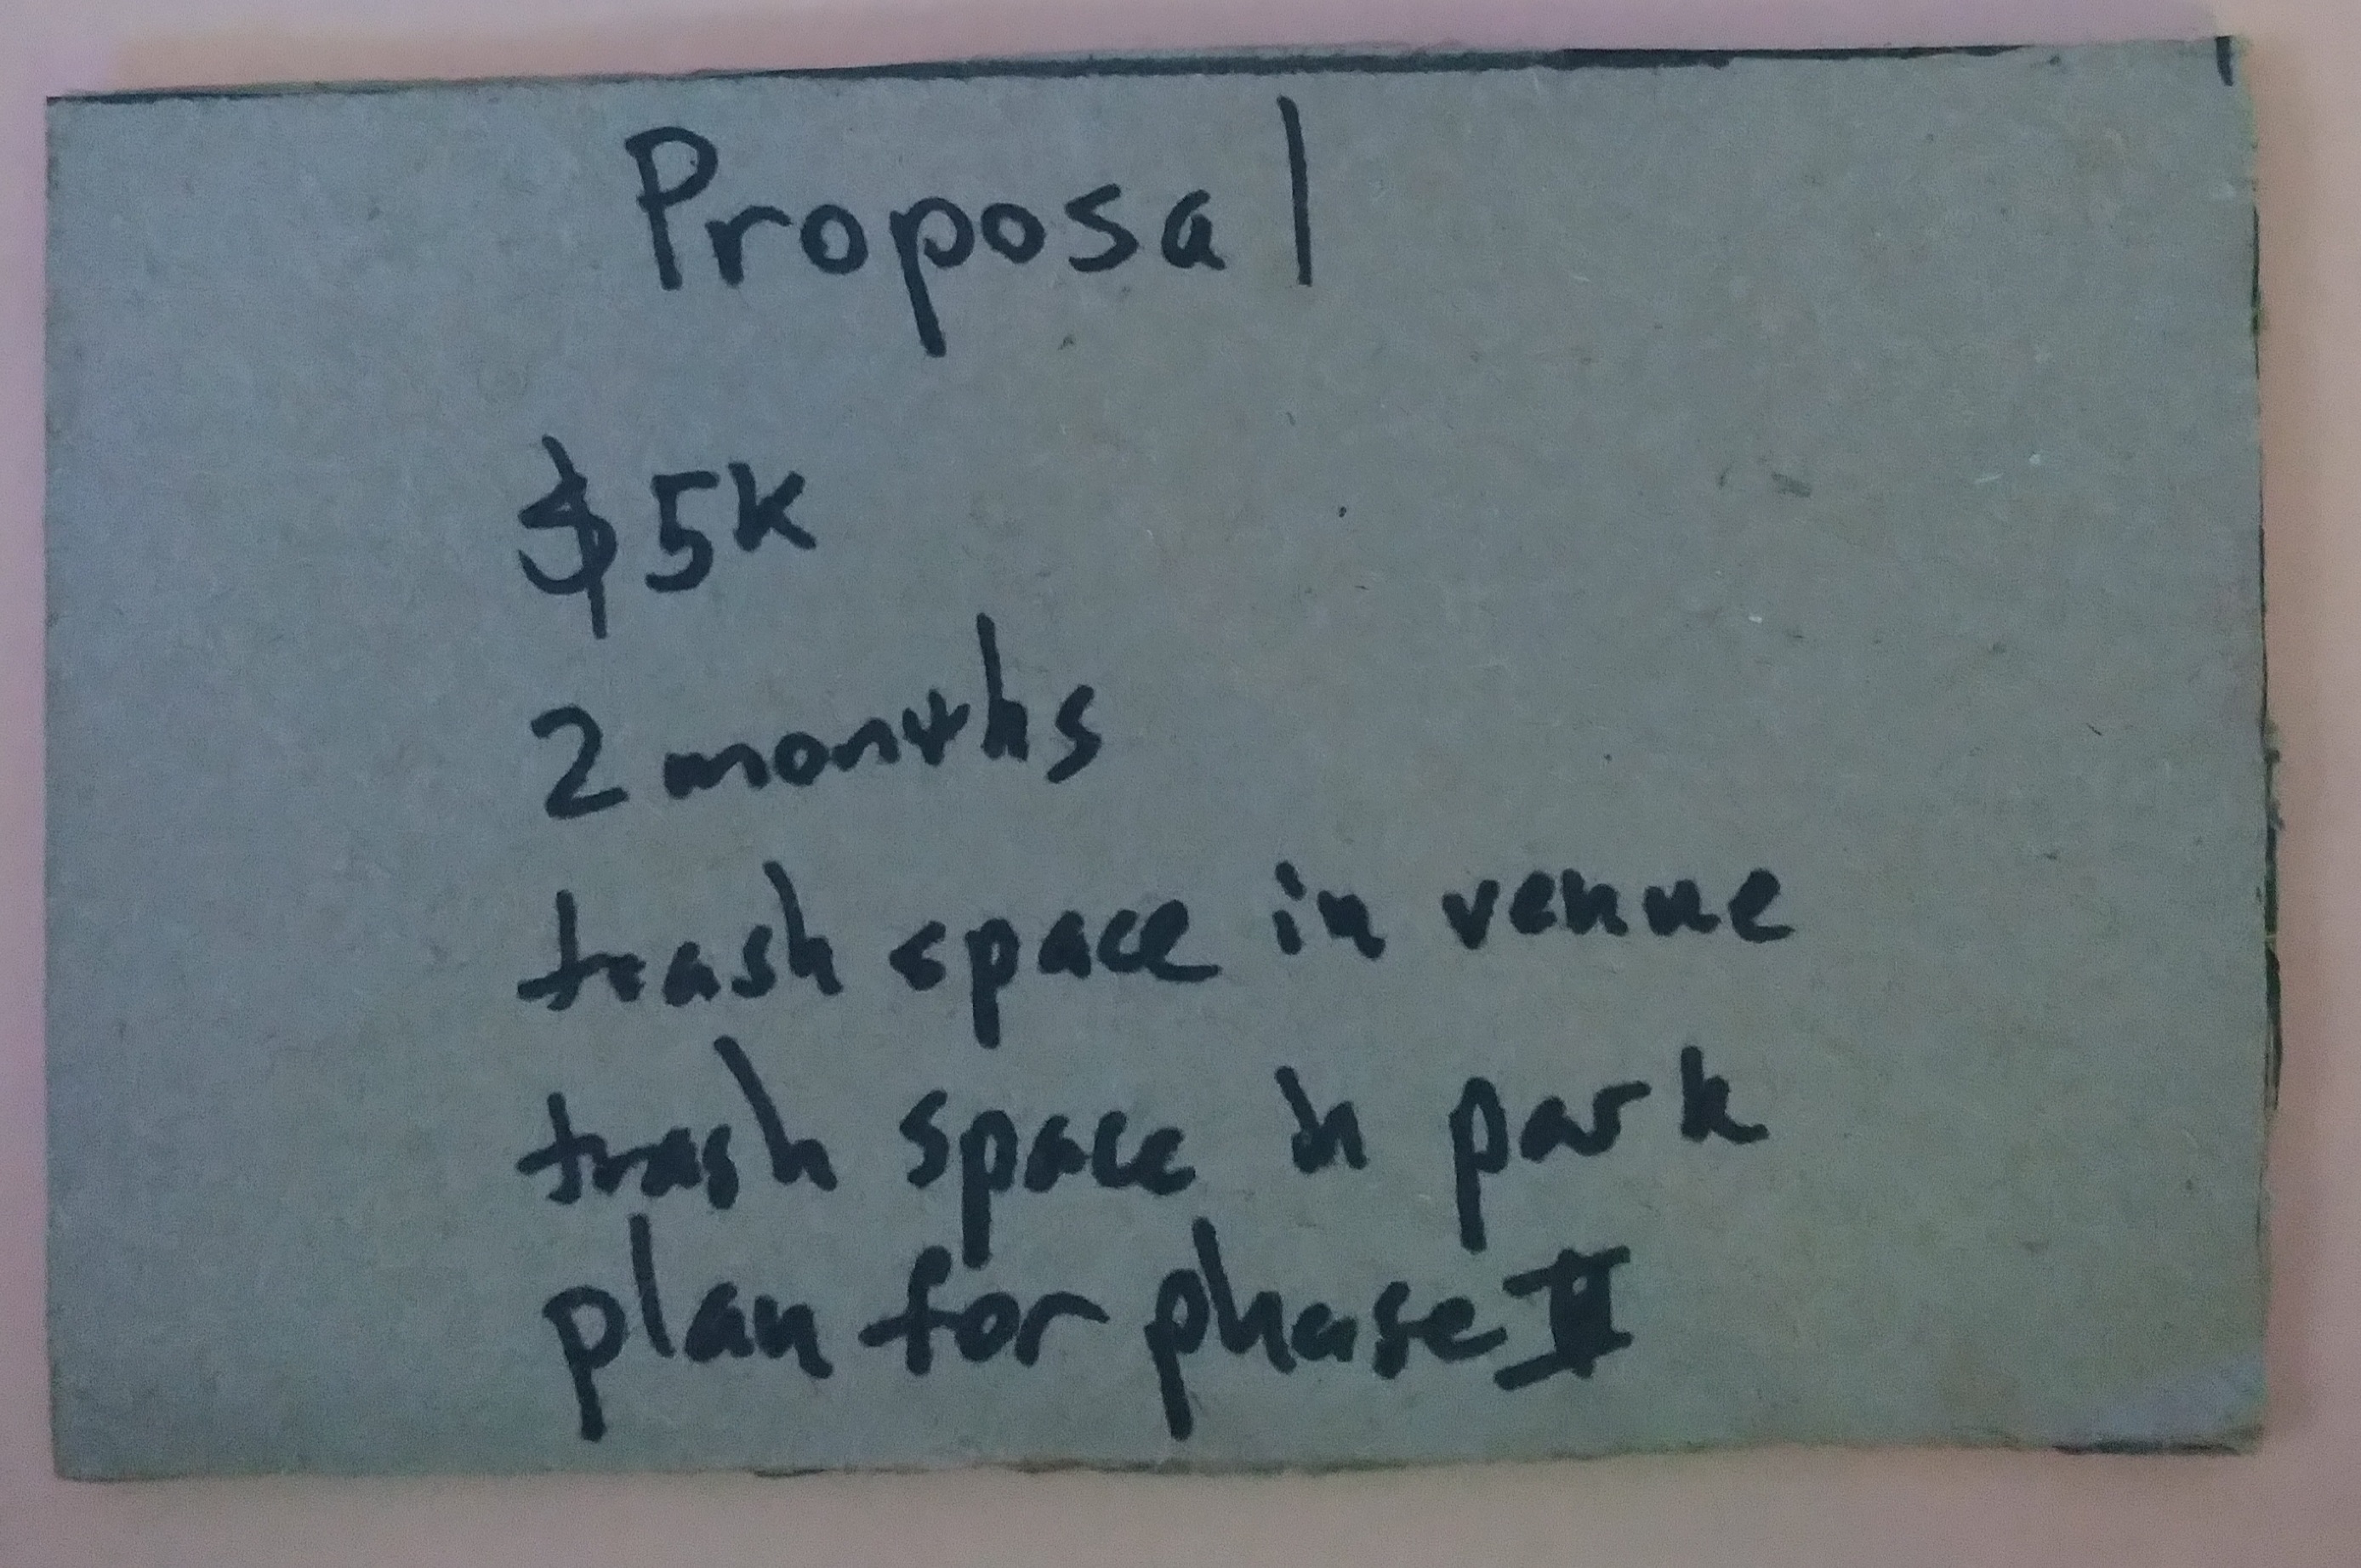 Proposal
$5K
2 months
trash space in venue
trash space in park
plan for phase II